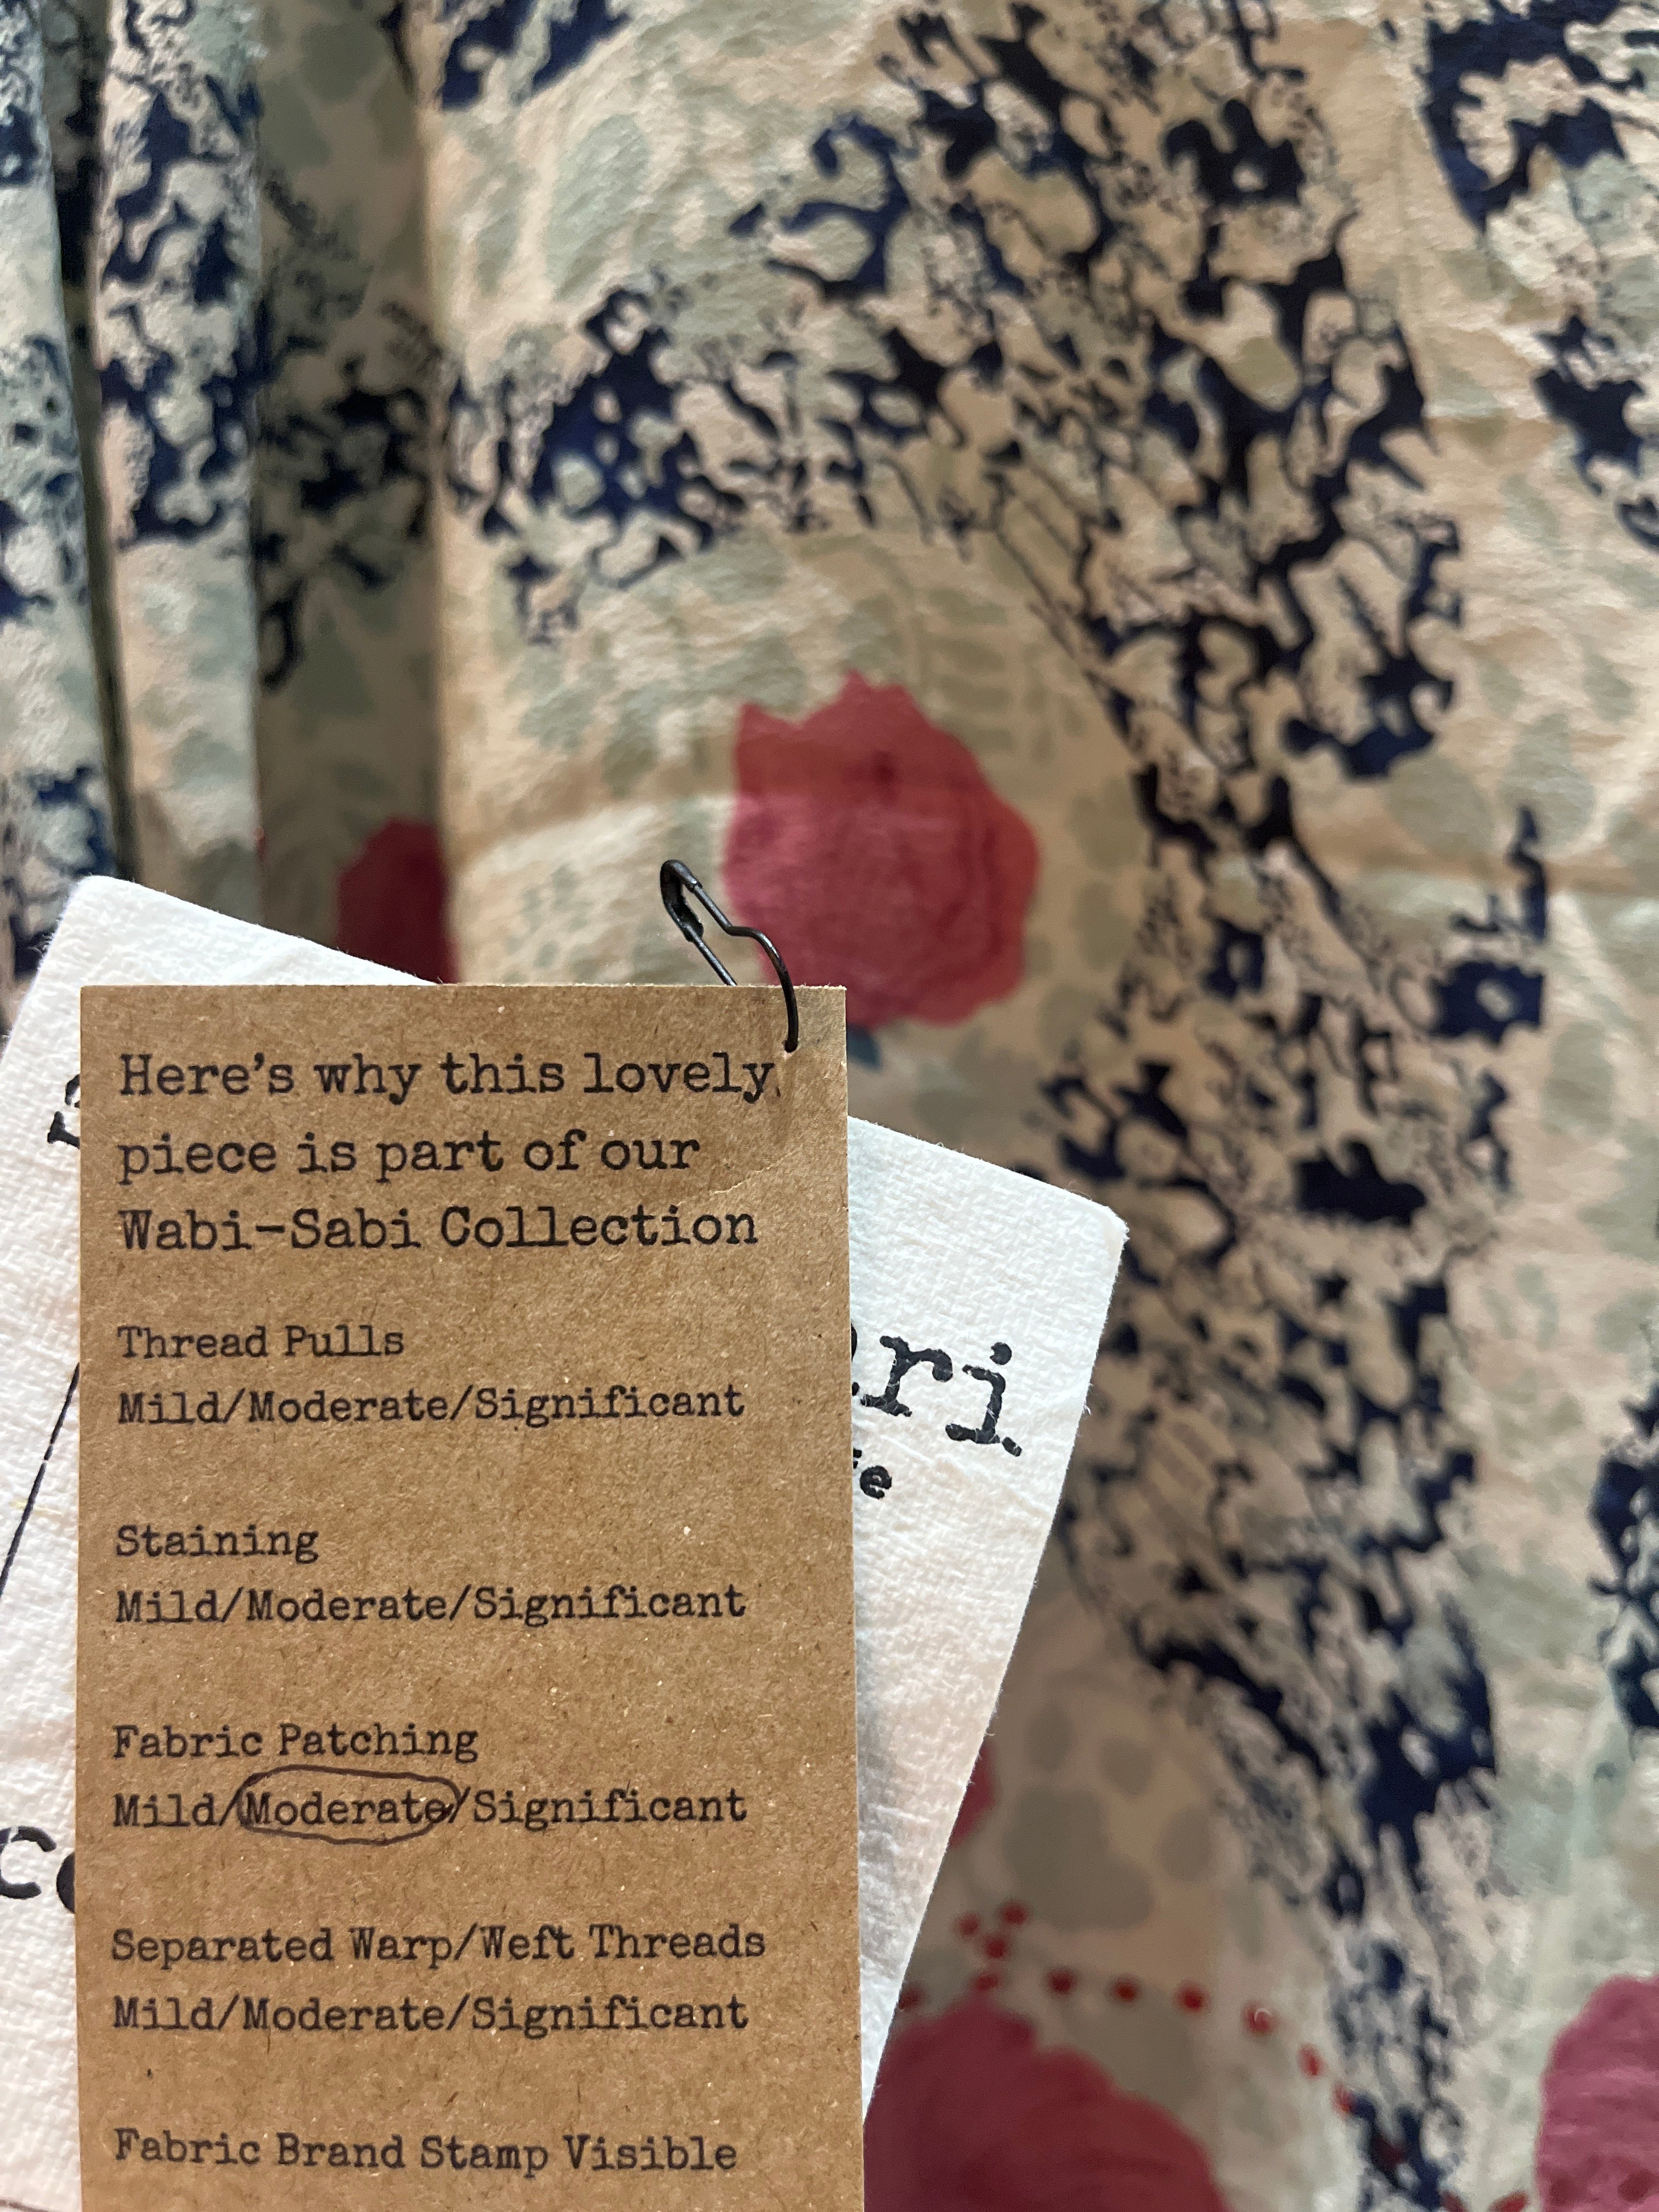 Here's why this lovely
piece is part of our
Wabi-Sabi Collection
Thread Pulls
Mild/Moderate/Significant
Staining
Mild/Moderate/Significant
Fabric Patching
Mild/Moderate/Significant
Separated Warp/Weft Threads
Mild/Moderate/Significant
Fabric Brand Stamp Visible